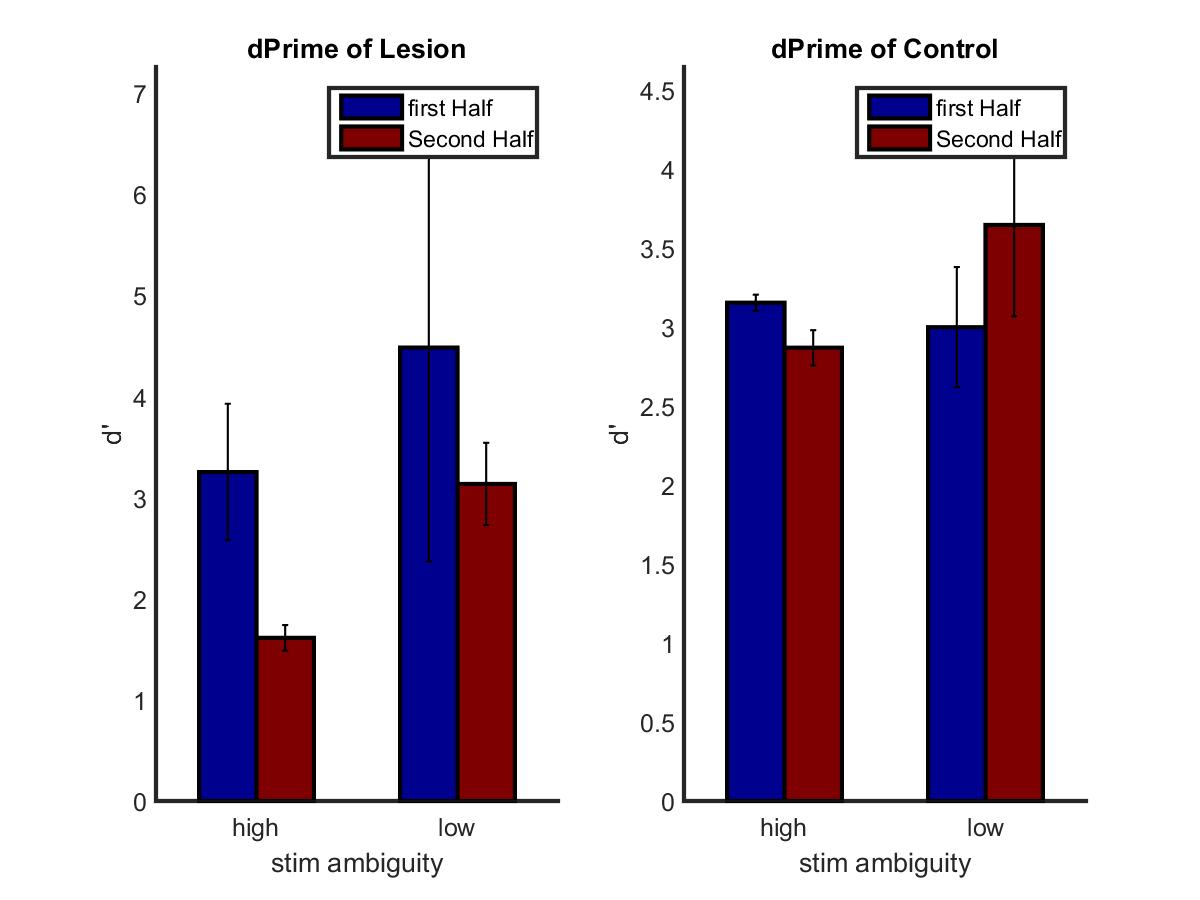 dPrime of Lesion
first Half
Second Half
7
6
5
4
3
2
1
0
d'
high low
stim ambiguity
dPrime of Control
first Half
Second Half
4.5
4
3.5
3
2.5
2
1.5
1
0.5
0
d'
high low
stim ambiguity